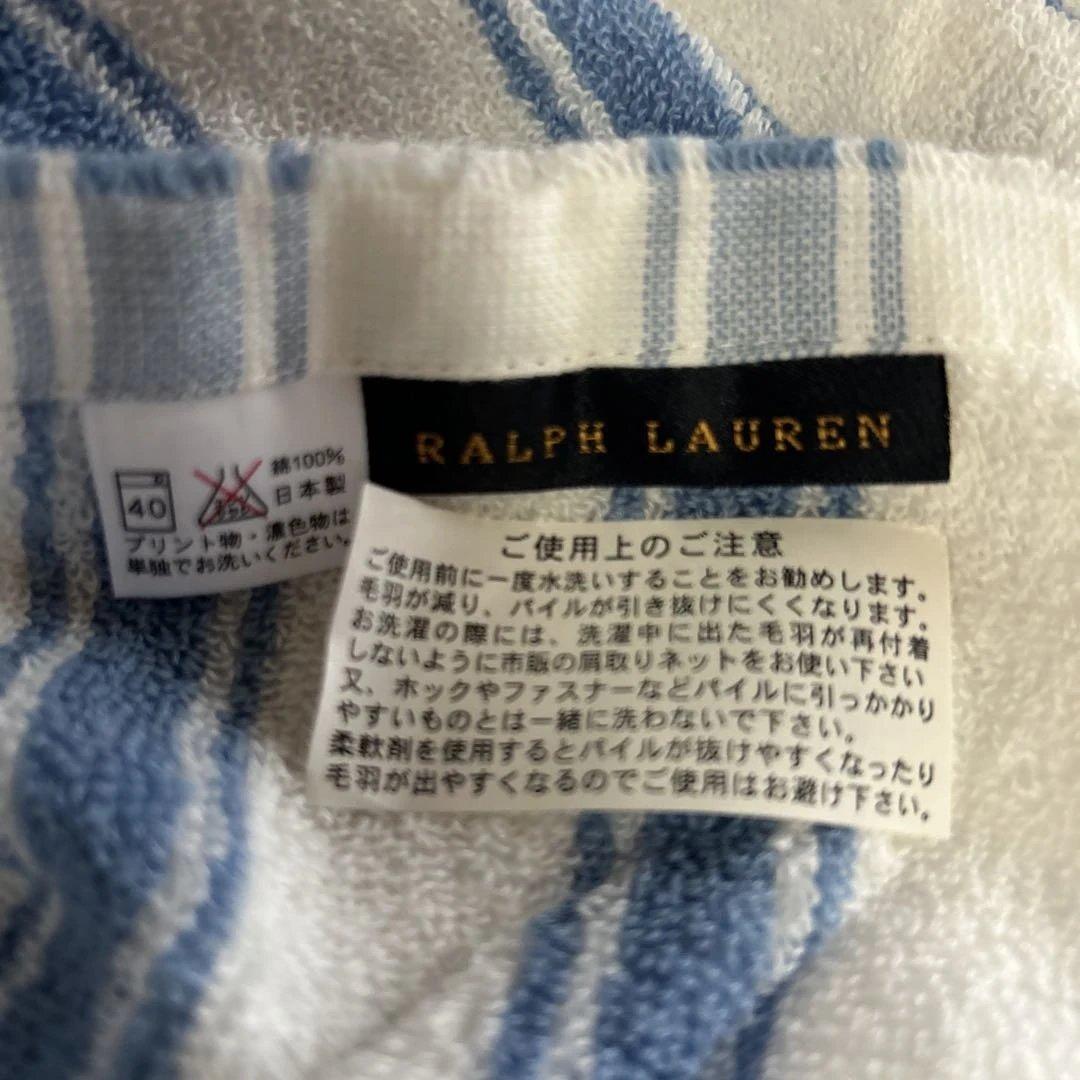 RALPH LAUREN
40
綿100%
日本製
プリント物・濃色物は
単独でお洗いください。
ご使用上のご注意
ご使用前に一度水洗いすることをお勧めします。
毛羽が減り、パイルが引き抜けにくくなります。
お洗濯の際には、洗濯中に出た毛羽が再付着
しないように市販の屑取りネットをお使い下さい
又、ホックやファスナーなどパイルに引っかかり
やすいものとは一緒に洗わないで下さい。
柔軟剤を使用するとパイルが抜けやすくなったり
毛羽が出やすくなるのでご使用はお避け下さい。